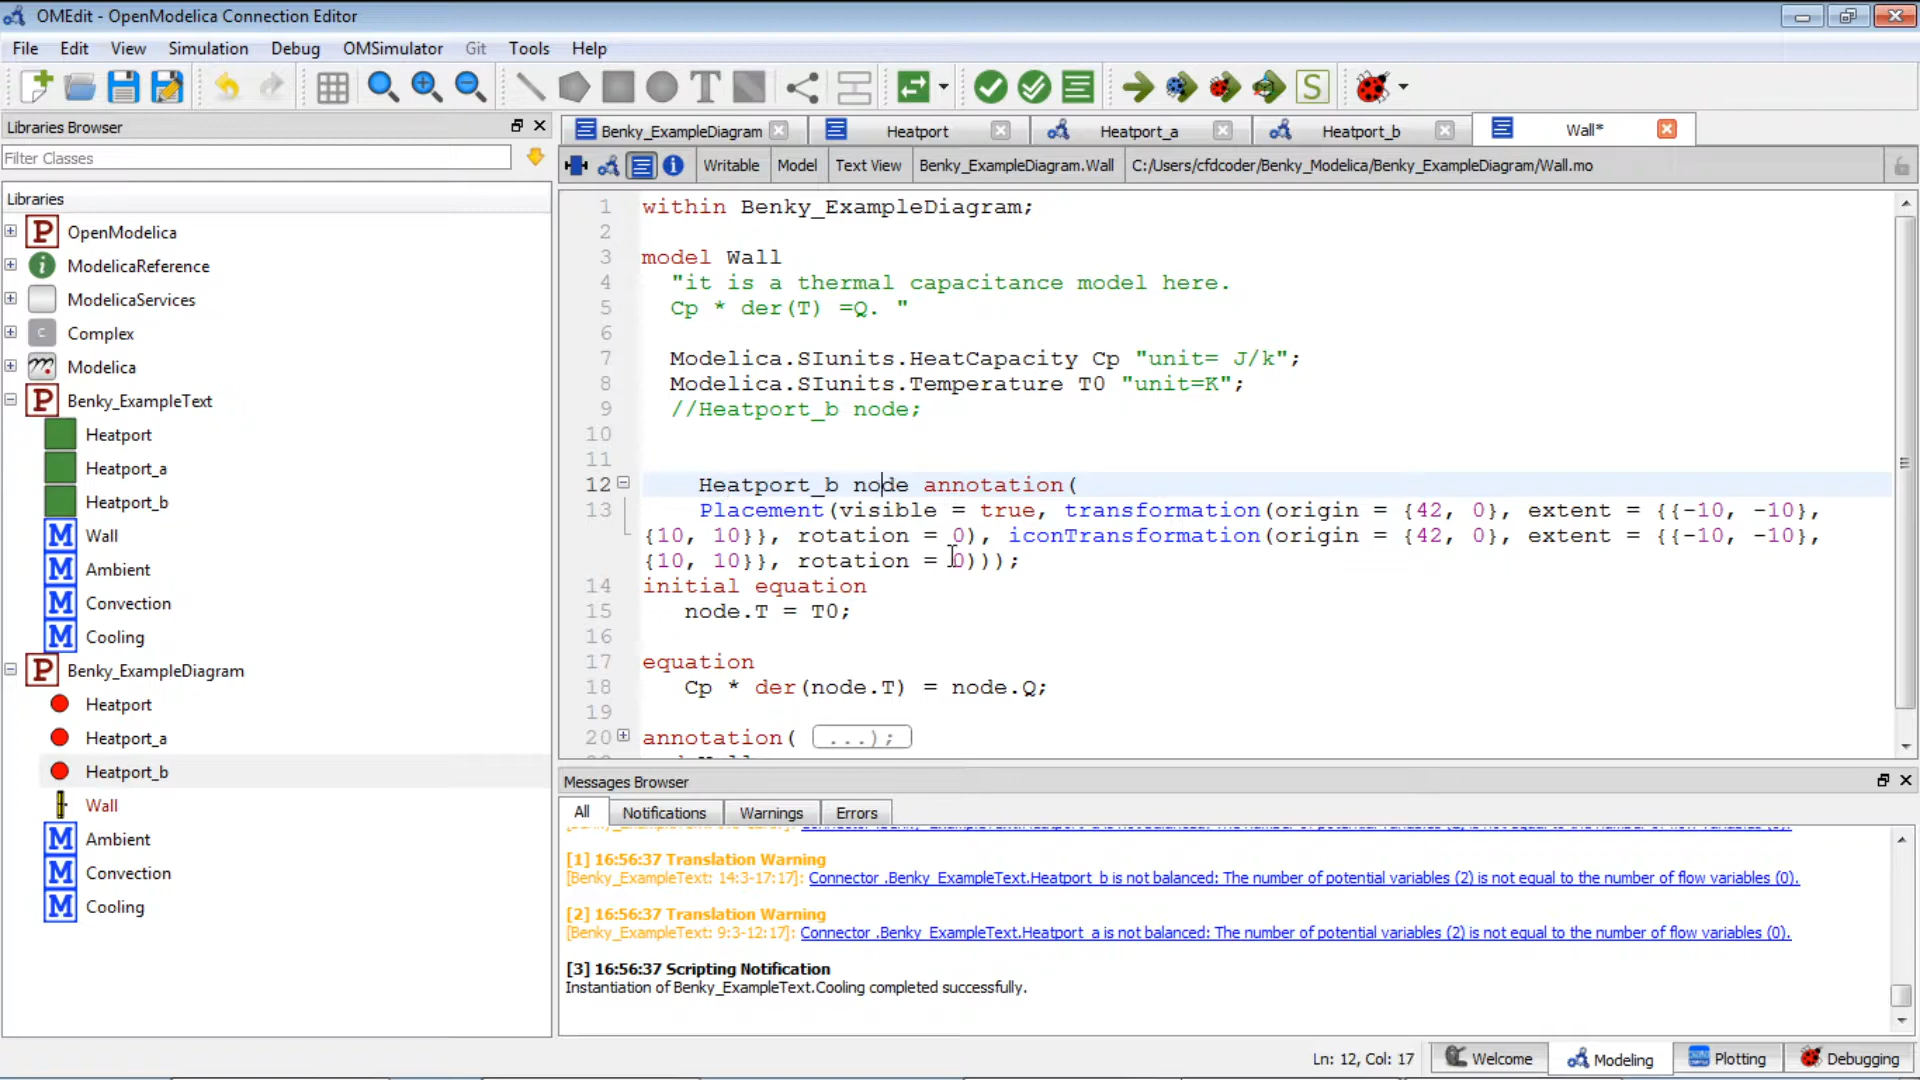 OMEdit - OpenModelica Connection Editor
File Edit View Simulation Debug OMSimulator Git Tools Help
T S
Libraries Browser
Filter Classes
Libraries
P OpenModelica
i ModelicaReference
ModelicaServices
C Complex
Modelica
P Benky_ExampleText
Heatport
Heatport_a
Heatport_b
M Wall
M Ambient
M Convection
M Cooling
P Benky_ExampleDiagram
Heatport
Heatport_a
Heatport_b
Wall
M Ambient
M Convection
M Cooling
Benky_ExampleDiagram Heatport Heatport_a Heatport_b Wall*
Writable Model Text View Benky_ExampleDiagram.Wall C:/Users/cfdcoder/Benky_Modelica/Benky_ExampleDiagram/Wall.mo
1 within Benky_ExampleDiagram;
2
3 model Wall
4 "it is a thermal capacitance model here.
5 Cp * der(T) =Q. "
6
7 Modelica.SIunits.HeatCapacity Cp "unit= J/k";
8 Modelica.SIunits.Temperature T0 "unit=K";
9 //Heatport_b node;
10
11
12 Heatport_b node annotation(
13 Placement(visible = true, transformation(origin = {42, 0}, extent = {{-10, -10},
{10, 10}}, rotation = 0), iconTransformation(origin = {42, 0}, extent = {{-10, -10},
{10, 10}}, rotation = 0)));
14 initial equation
15 node.T = T0;
16
17 equation
18 Cp * der(node.T) = node.Q;
19
20 annotation( ...);
Messages Browser
All Notifications Warnings Errors
[1] 16:56:37 Translation Warning
[Benky_ExampleText: 14:3-17:17]: Connector .Benky_ExampleText.Heatport_b is not balanced: The number of potential variables (2) is not equal to the number of flow variables (0).
[2] 16:56:37 Translation Warning
[Benky_ExampleText: 9:3-12:17]: Connector .Benky_ExampleText.Heatport_a is not balanced: The number of potential variables (2) is not equal to the number of flow variables (0).
[3] 16:56:37 Scripting Notification
Instantiation of Benky_ExampleText.Cooling completed successfully.
Ln: 12, Col: 17 Welcome Modeling Plotting Debugging